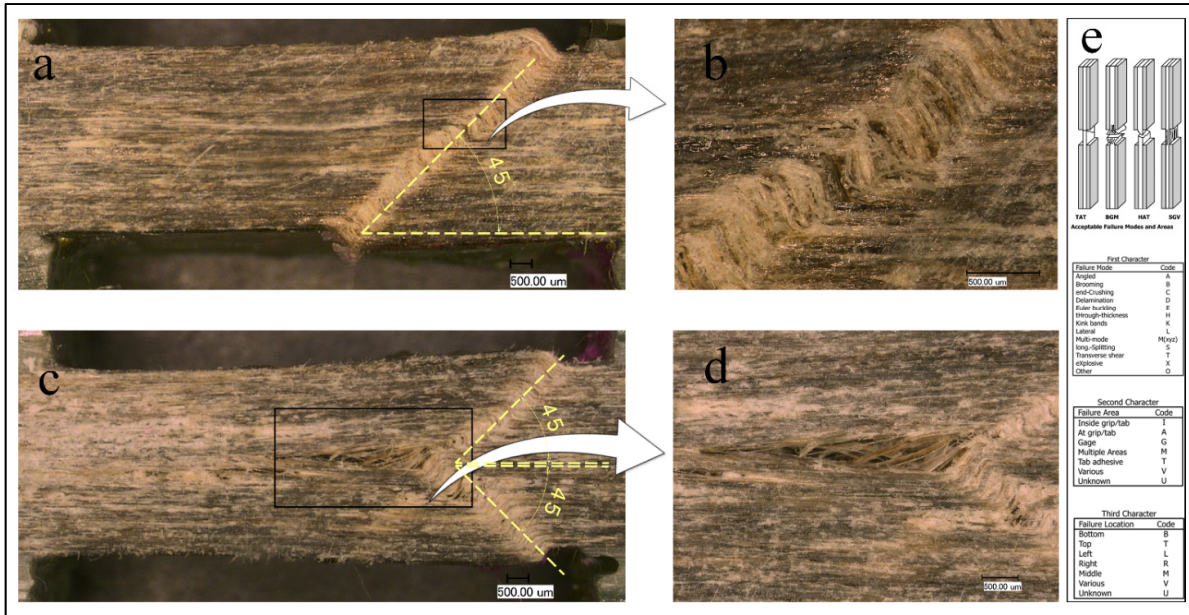 a
45
500.00 um
b
500.00 um
c
45
45
500.00 um
d
500.00 um
e
TAT BGM HAT SGV
Acceptable Failure Modes and Areas
First Character
Failure Mode Code
Angled A
Brooming B
end-Crushing C
Delamination D
Euler buckling E
tHrough-thickness H
Kink bands K
Lateral L
Multi-mode M(xyz)
long.-Splitting S
Transverse shear T
eXplosive X
Other O
Second Character
Failure Area Code
Inside grip/tab I
At grip/tab A
Gage G
Multiple Areas M
Tab adhesive T
Various V
Unknown U
Third Character
Failure Location Code
Bottom B
Top T
Left L
Right R
Middle M
Various V
Unknown U